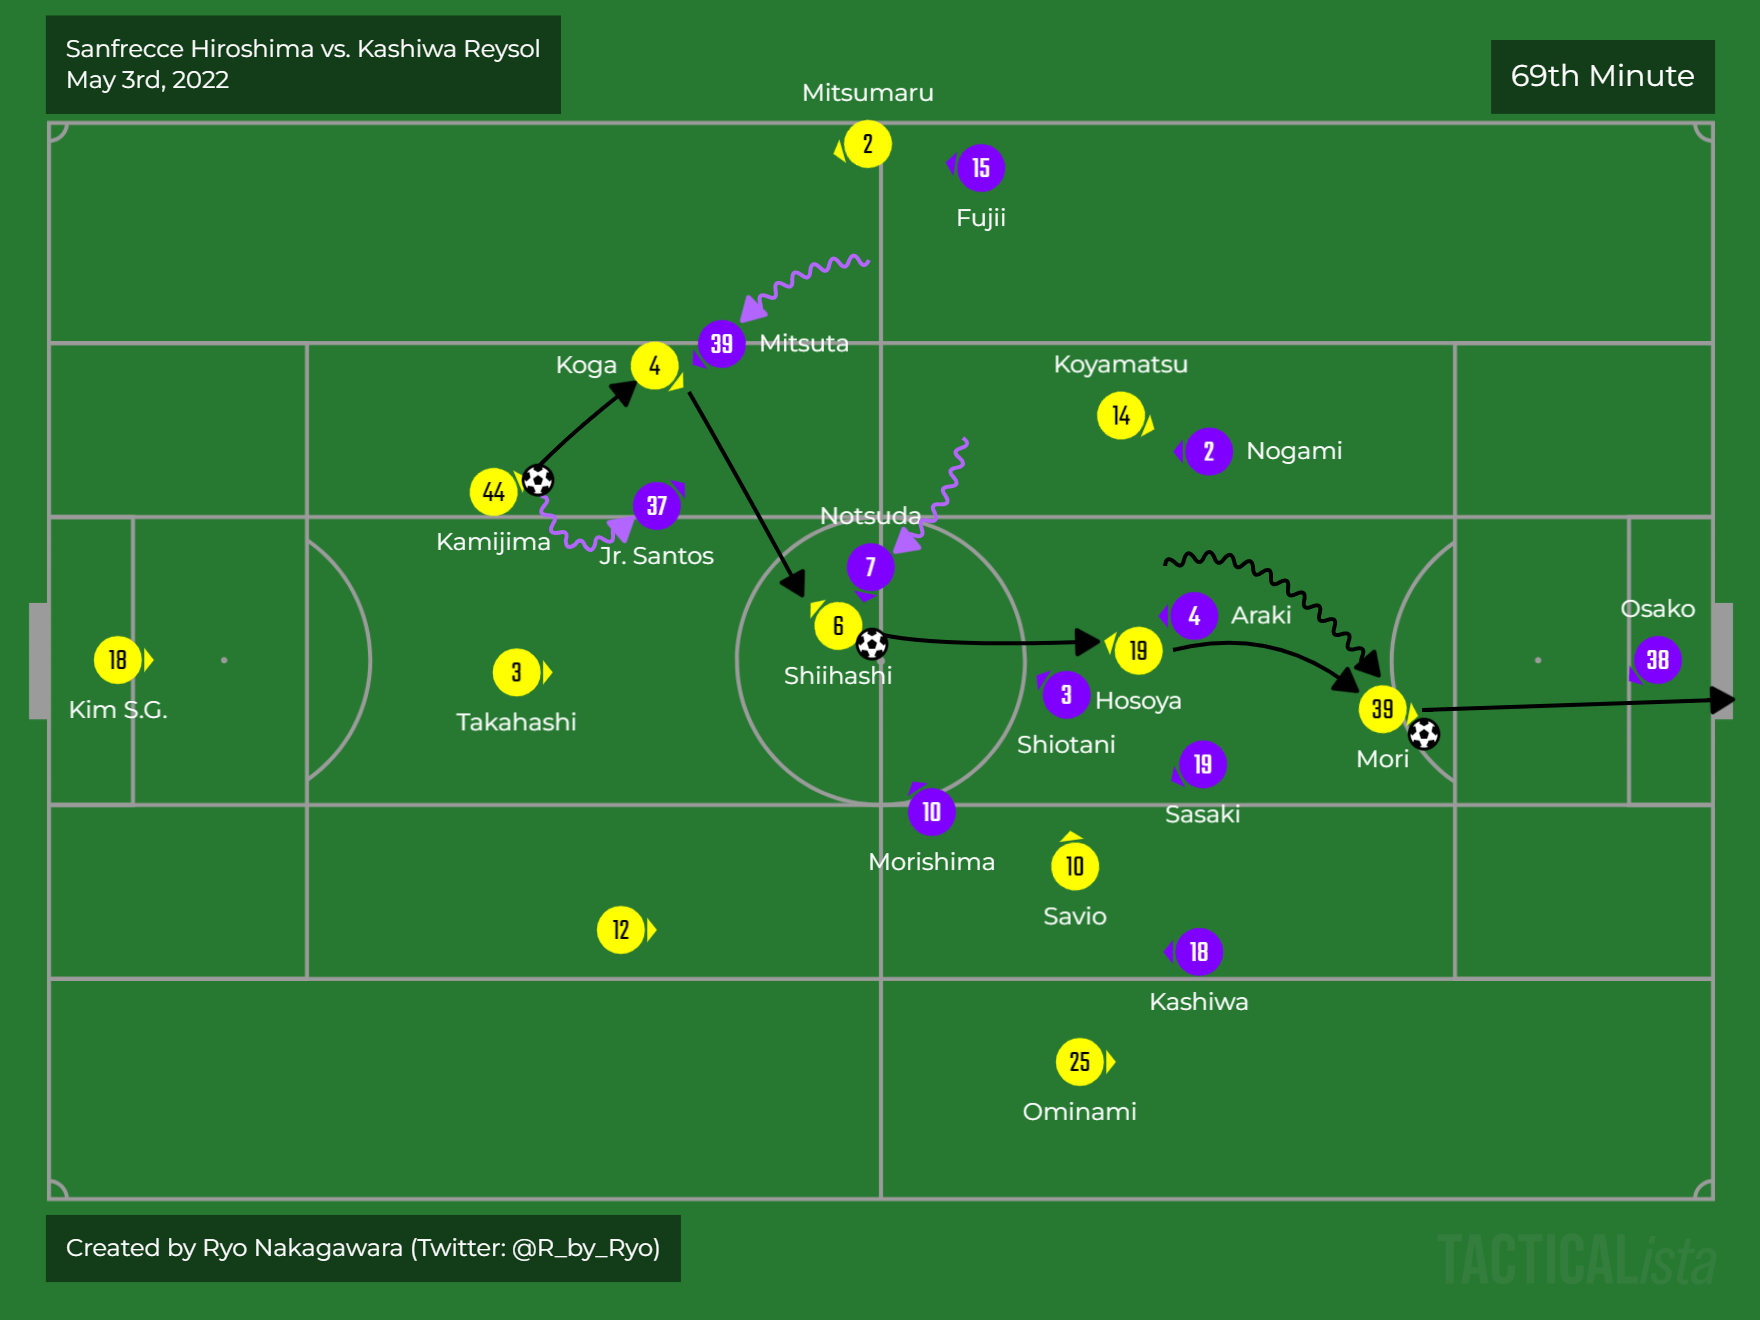 Sanfrecce Hiroshima vs. Kashiwa Reysol
May 3rd, 2022
69th Minute
Mitsumaru
2
15
Fujii
39
Mitsuta
Koga
4
Koyamatsu
14
2
Nogami
44
Kamijima
37
Jr. Santos
Notsuda
7
6
Shiihashi
4
Araki
19
Hosoya
3
Shiotani
Osako
38
18
Kim S.G.
3
Takahashi
39
Mori
19
Sasaki
10
Morishima
10
Savio
12
18
Kashiwa
25
Ominami
Created by Ryo Nakagawara (Twitter: @R_by_Ryo)
TACTICALista